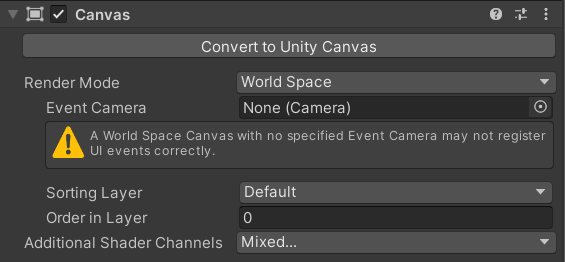 Canvas
Convert to Unity Canvas
Render Mode World Space
Event Camera None (Camera)
A World Space Canvas with no specified Event Camera may not register
UI events correctly.
Sorting Layer Default
Order in Layer 0
Additional Shader Channels Mixed...